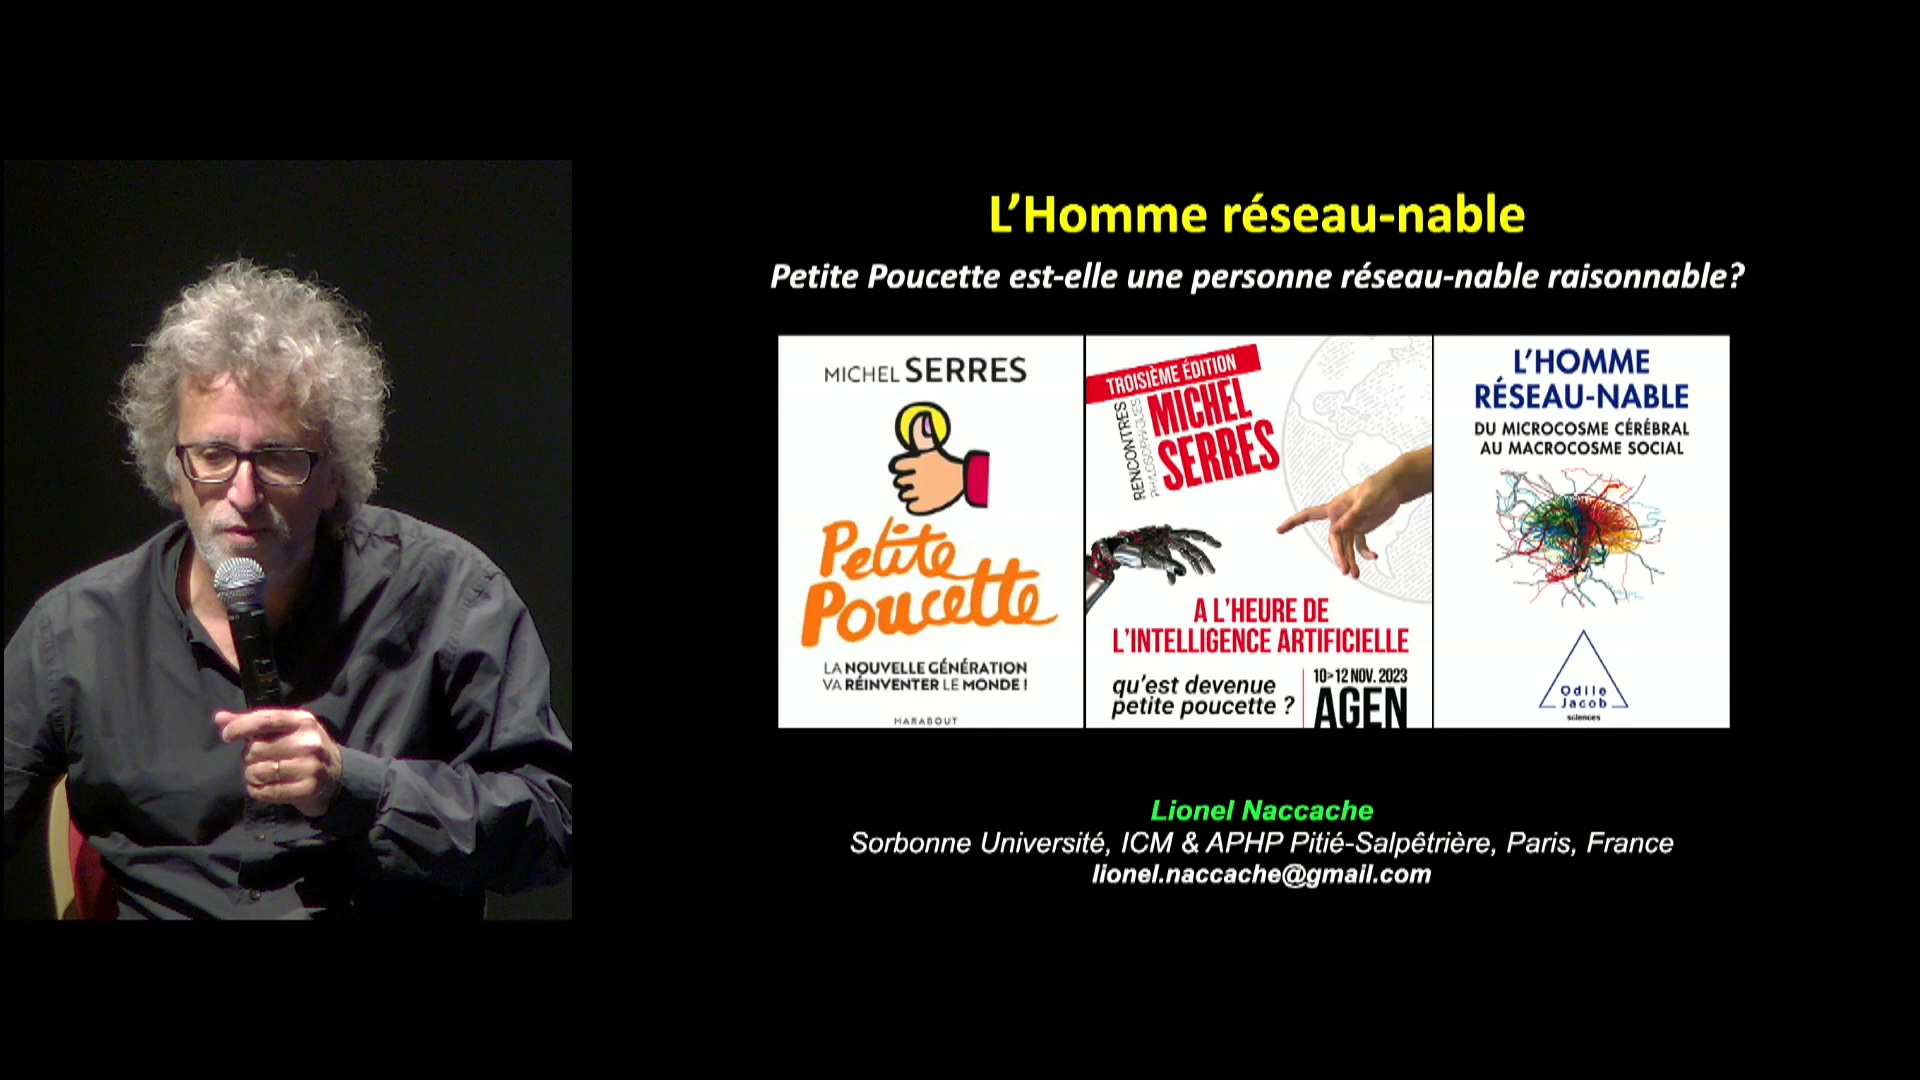 L’Homme réseau-nable
Petite Poucette est-elle une personne réseau-nable raisonnable?
MICHEL SERRES
Petite
Poucette
LA NOUVELLE GÉNÉRATION
VA RÉINVENTER LE MONDE !
MARABOUT
TROISIÈME ÉDITION
RENCONTRES
PHILOSOPHIQUES
MICHEL
SERRES
A L’HEURE DE
L’INTELLIGENCE ARTIFICIELLE
qu’est devenue
petite poucette ?
10>12 NOV. 2023
AGEN
L’HOMME
RÉSEAU-NABLE
DU MICROCOSME CÉRÉBRAL
AU MACROCOSME SOCIAL
Odile
Jacob
sciences
Lionel Naccache
Sorbonne Université, ICM & APHP Pitié-Salpêtrière, Paris, France
lionel.naccache@gmail.com